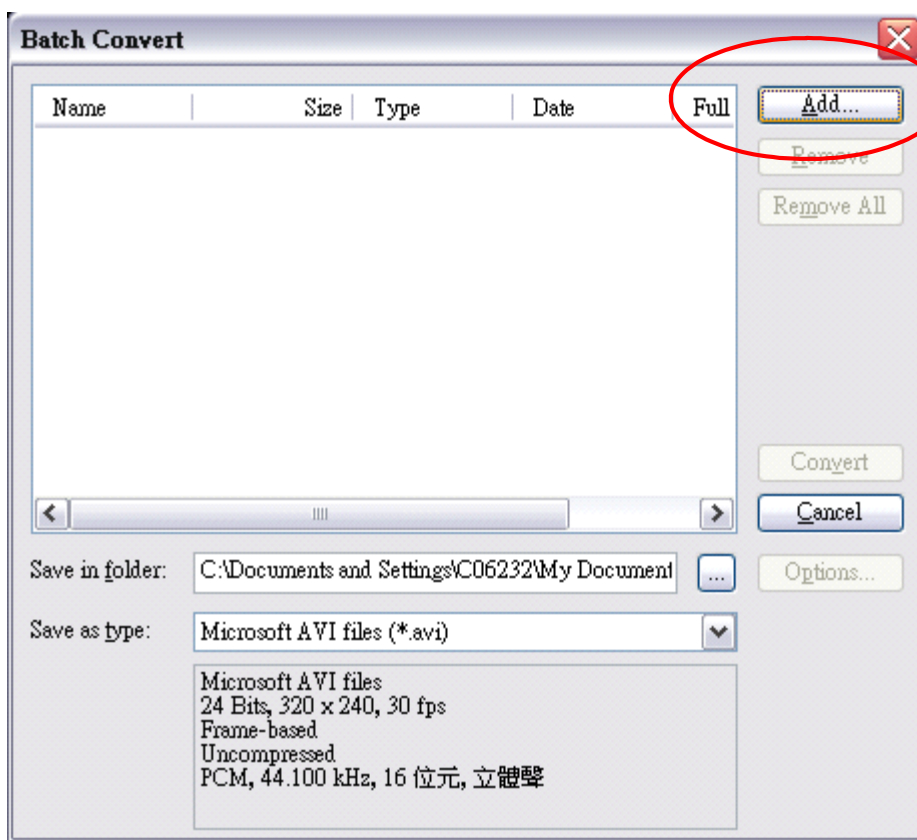 Batch Convert
Name Size Type Date Full
Add...
Remove
Remove All
Convert
Cancel
Save in folder: C:\Documents and Settings\C06232\My Document ...
Options...
Save as type: Microsoft AVI files (*.avi)
Microsoft AVI files
24 Bits, 320 x 240, 30 fps
Frame-based
Uncompressed
PCM, 44.100 kHz, 16 位元, 立體聲